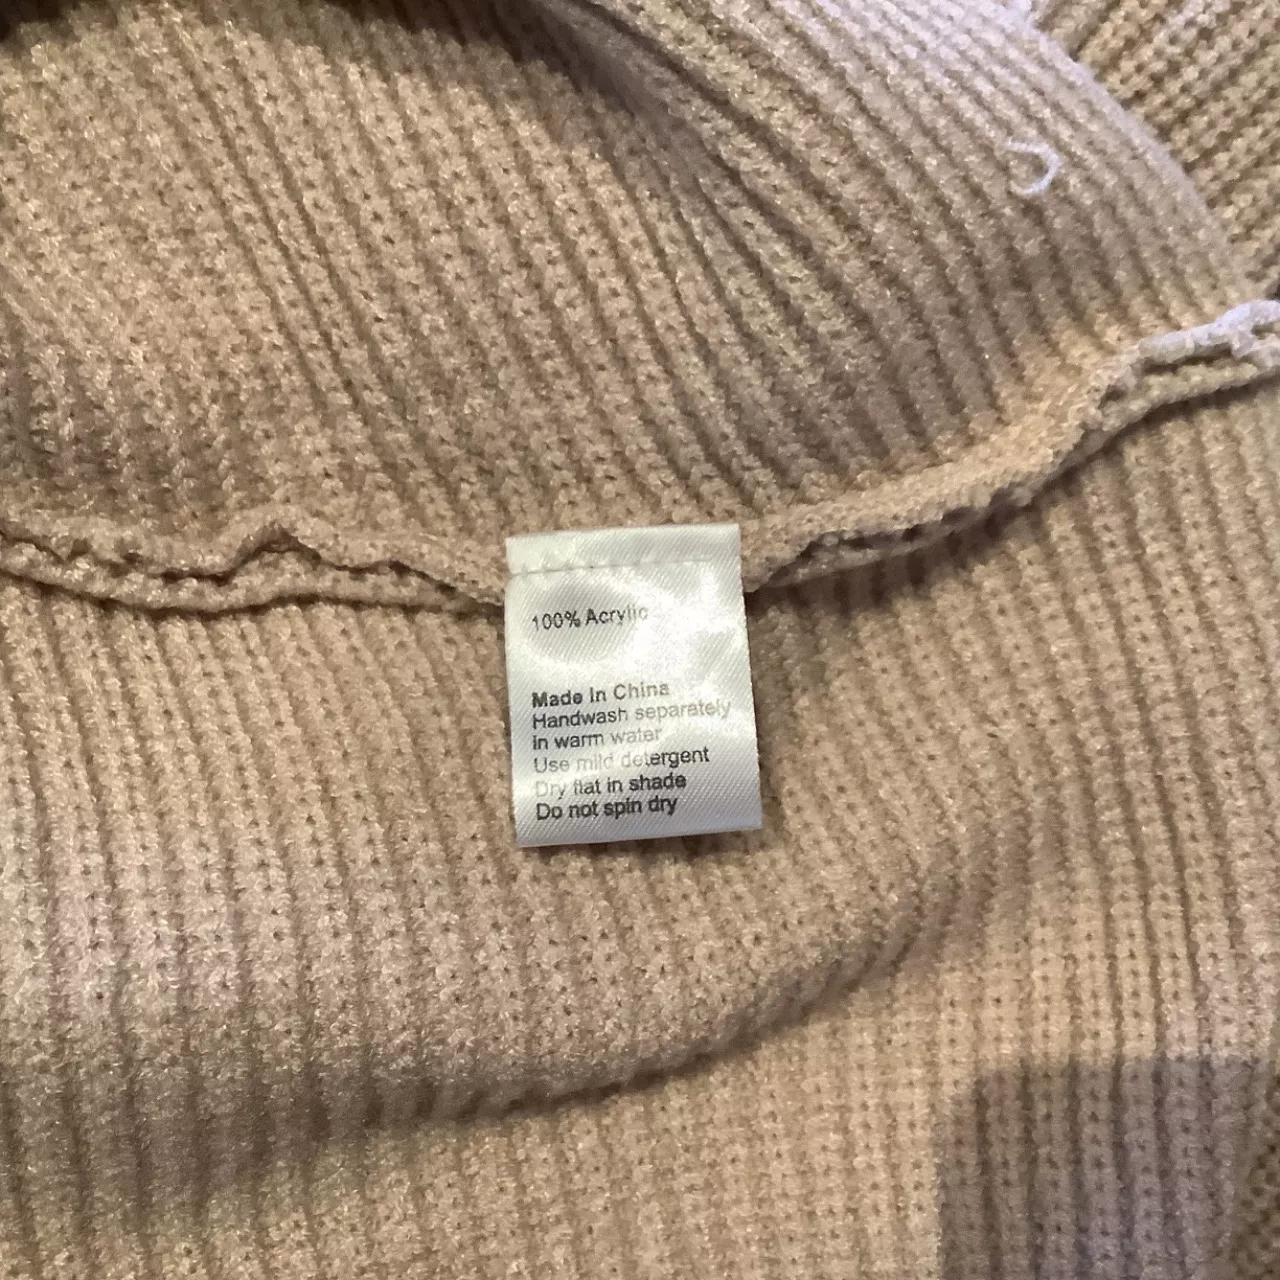 100% Acrylic
Made In China
Handwash separately
in warm water
Use mild detergent
Dry flat in shade
Do not spin dry